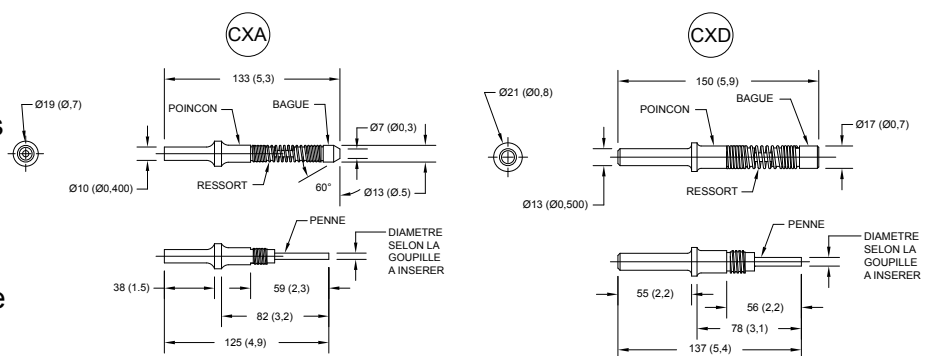 CXA
133 (5,3)
Ø19 (Ø,7)
POINCON
BAGUE
Ø7 (Ø0,3)
s
Ø10 (Ø0,400)
RESSORT
60°
Ø13 (Ø.5)
PENNE
DIAMETRE
SELON LA
GOUPILLE
A INSERER
38 (1.5)
59 (2,3)
e
82 (3,2)
125 (4,9)
CXD
150 (5,9)
Ø21 (Ø0,8)
POINCON
BAGUE
Ø17 (Ø0,7)
RESSORT
Ø13 (Ø0,500)
PENNE
DIAMETRE
SELON LA
GOUPILLE
A INSERER
55 (2,2)
56 (2,2)
78 (3,1)
137 (5,4)